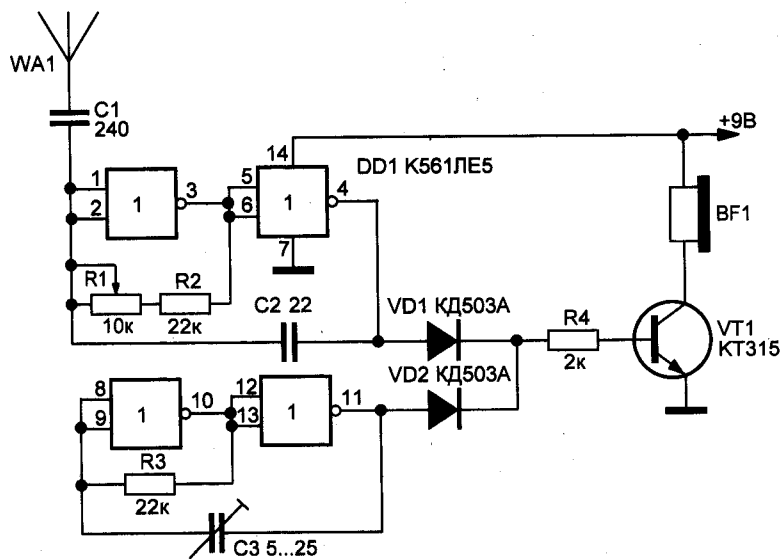 WA1
C1
240
+9В
14
DD1 К561ЛЕ5
1
2
1
3
5
6
1
4
BF1
7
R1
R2
10к
22к
C2 22
VD1 КД503А
R4
2к
VT1
КТ315
VD2 КД503А
8
9
1
10
12
13
1
11
R3
22к
C3 5...25